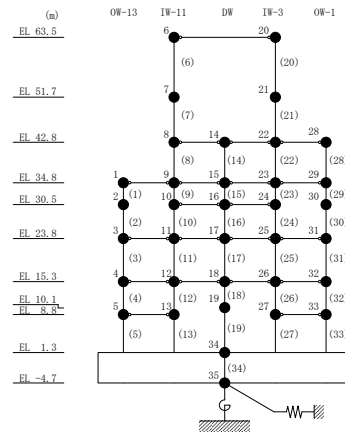 (m) OW-13 IW-11 DW IW-3 OW-1
EL 63.5 6 20
(6) (20)
EL 51.7 7 21
(7) (21)
EL 42.8 8 14 22 28
(8) (14) (22) (28)
EL 34.8 1 9 15 23 29
(1) (9) (15) (23) (29)
EL 30.5 2 10 16 24 30
(2) (10) (16) (24) (30)
EL 23.8 3 11 17 25 31
(3) (11) (17) (25) (31)
EL 15.3 4 12 18 26 32
(4) (12) (18) (26) (32)
EL 10.1 19
EL 8.8 5 13 27 33
(5) (13) (19) (27) (33)
EL 1.3 34
(34)
EL -4.7 35